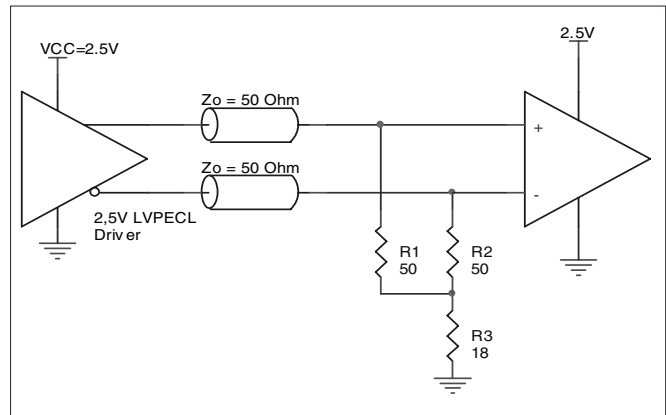 2.5V
VCC=2.5V
Zo = 50 Ohm
+
Zo = 50 Ohm
-
2,5V LVPECL
Driv er
R1
50
R2
50
R3
18